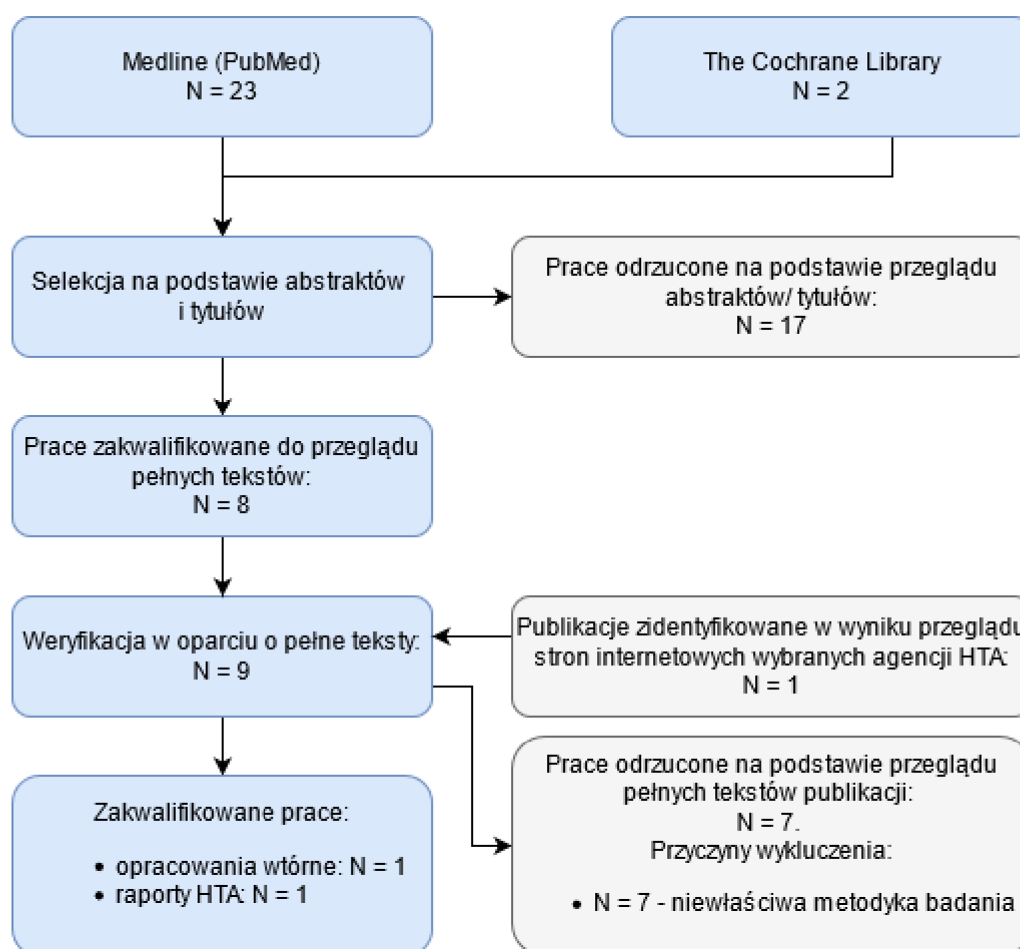 Medline (PubMed)
N = 23
The Cochrane Library
N = 2
Selekcja na podstawie abstraktów
i tytułów
Prace odrzucone na podstawie przeglądu
abstraktów/ tytułów:
N = 17
Prace zakwalifikowane do przeglądu
pełnych tekstów:
N = 8
Weryfikacja w oparciu o pełne teksty:
N = 9
Publikacje zidentyfikowane w wyniku przeglądu
stron internetowych wybranych agencji HTA:
N = 1
Zakwalifikowane prace:
• opracowania wtórne: N = 1
• raporty HTA: N = 1
Prace odrzucone na podstawie przeglądu
pełnych tekstów publikacji:
N = 7.
Przyczyny wykluczenia:
• N = 7 - niewłaściwa metodyka badania